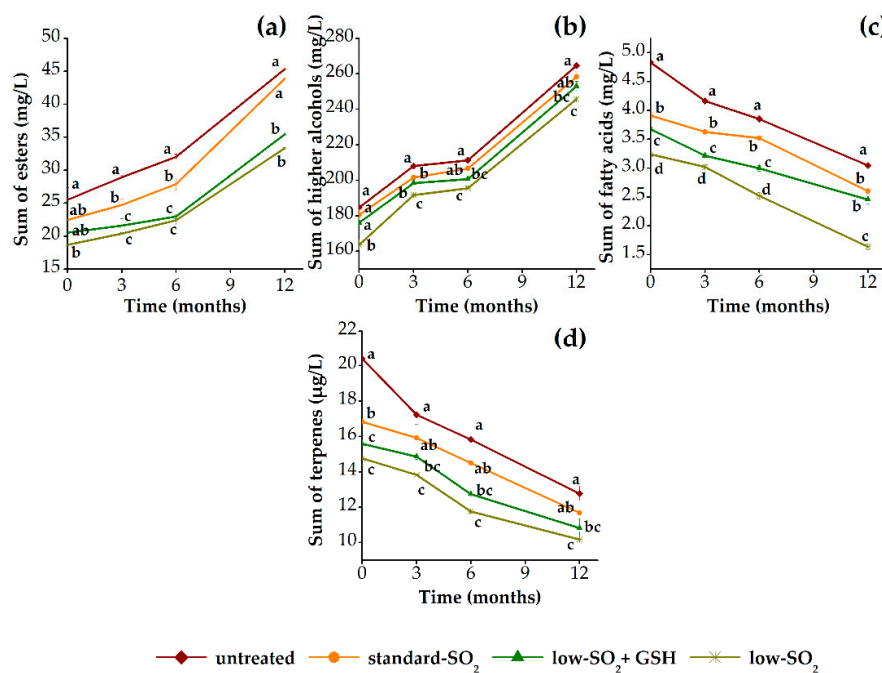 (a)
(b)
(c)
Sum of esters (mg/L)
50
45
40
35
30
25
20
15
a
a
a
a
a
ab
b
b
b
ab
c
c
b
c
c
b
0
3
6
9
12
Time (months)
Sum of higher alcohols (mg/L)
280
260
240
220
200
180
160
a
a
a
a
a
b
ab
ab
a
b
bc
bc
b
c
c
c
0
3
6
9
12
Time (months)
Sum of fatty acids (mg/L)
5.0
4.5
4.0
3.5
3.0
2.5
2.0
1.5
a
a
a
a
b
b
b
b
c
c
c
b
d
d
d
c
0
3
6
9
12
Time (months)
(d)
Sum of terpenes (µg/L)
22
20
18
16
14
12
10
a
a
a
a
b
ab
ab
ab
c
bc
bc
bc
c
c
c
c
0
3
6
9
12
Time (months)
untreated
standard-SO₂
low-SO₂+ GSH
low-SO₂